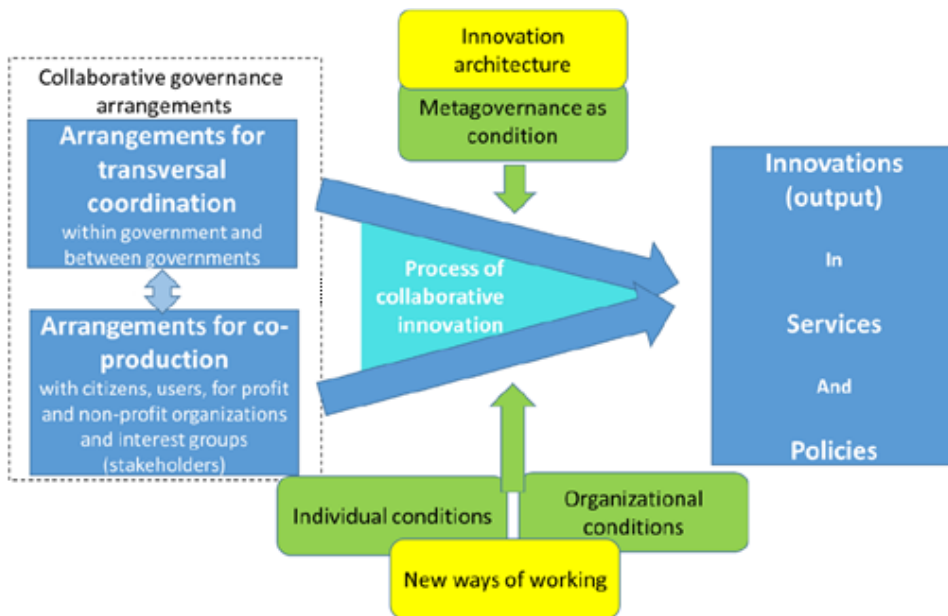 Collaborative governance
arrangements
Arrangements for
transversal
coordination
within government and
between governments
Arrangements for co-
production
with citizens, users, for profit
and non-profit organizations
and interest groups
(stakeholders)
Innovation
architecture
Metagovernance as
condition
Process of
collaborative
innovation
Individual conditions
Organizational
conditions
New ways of working
Innovations
(output)
In
Services
And
Policies